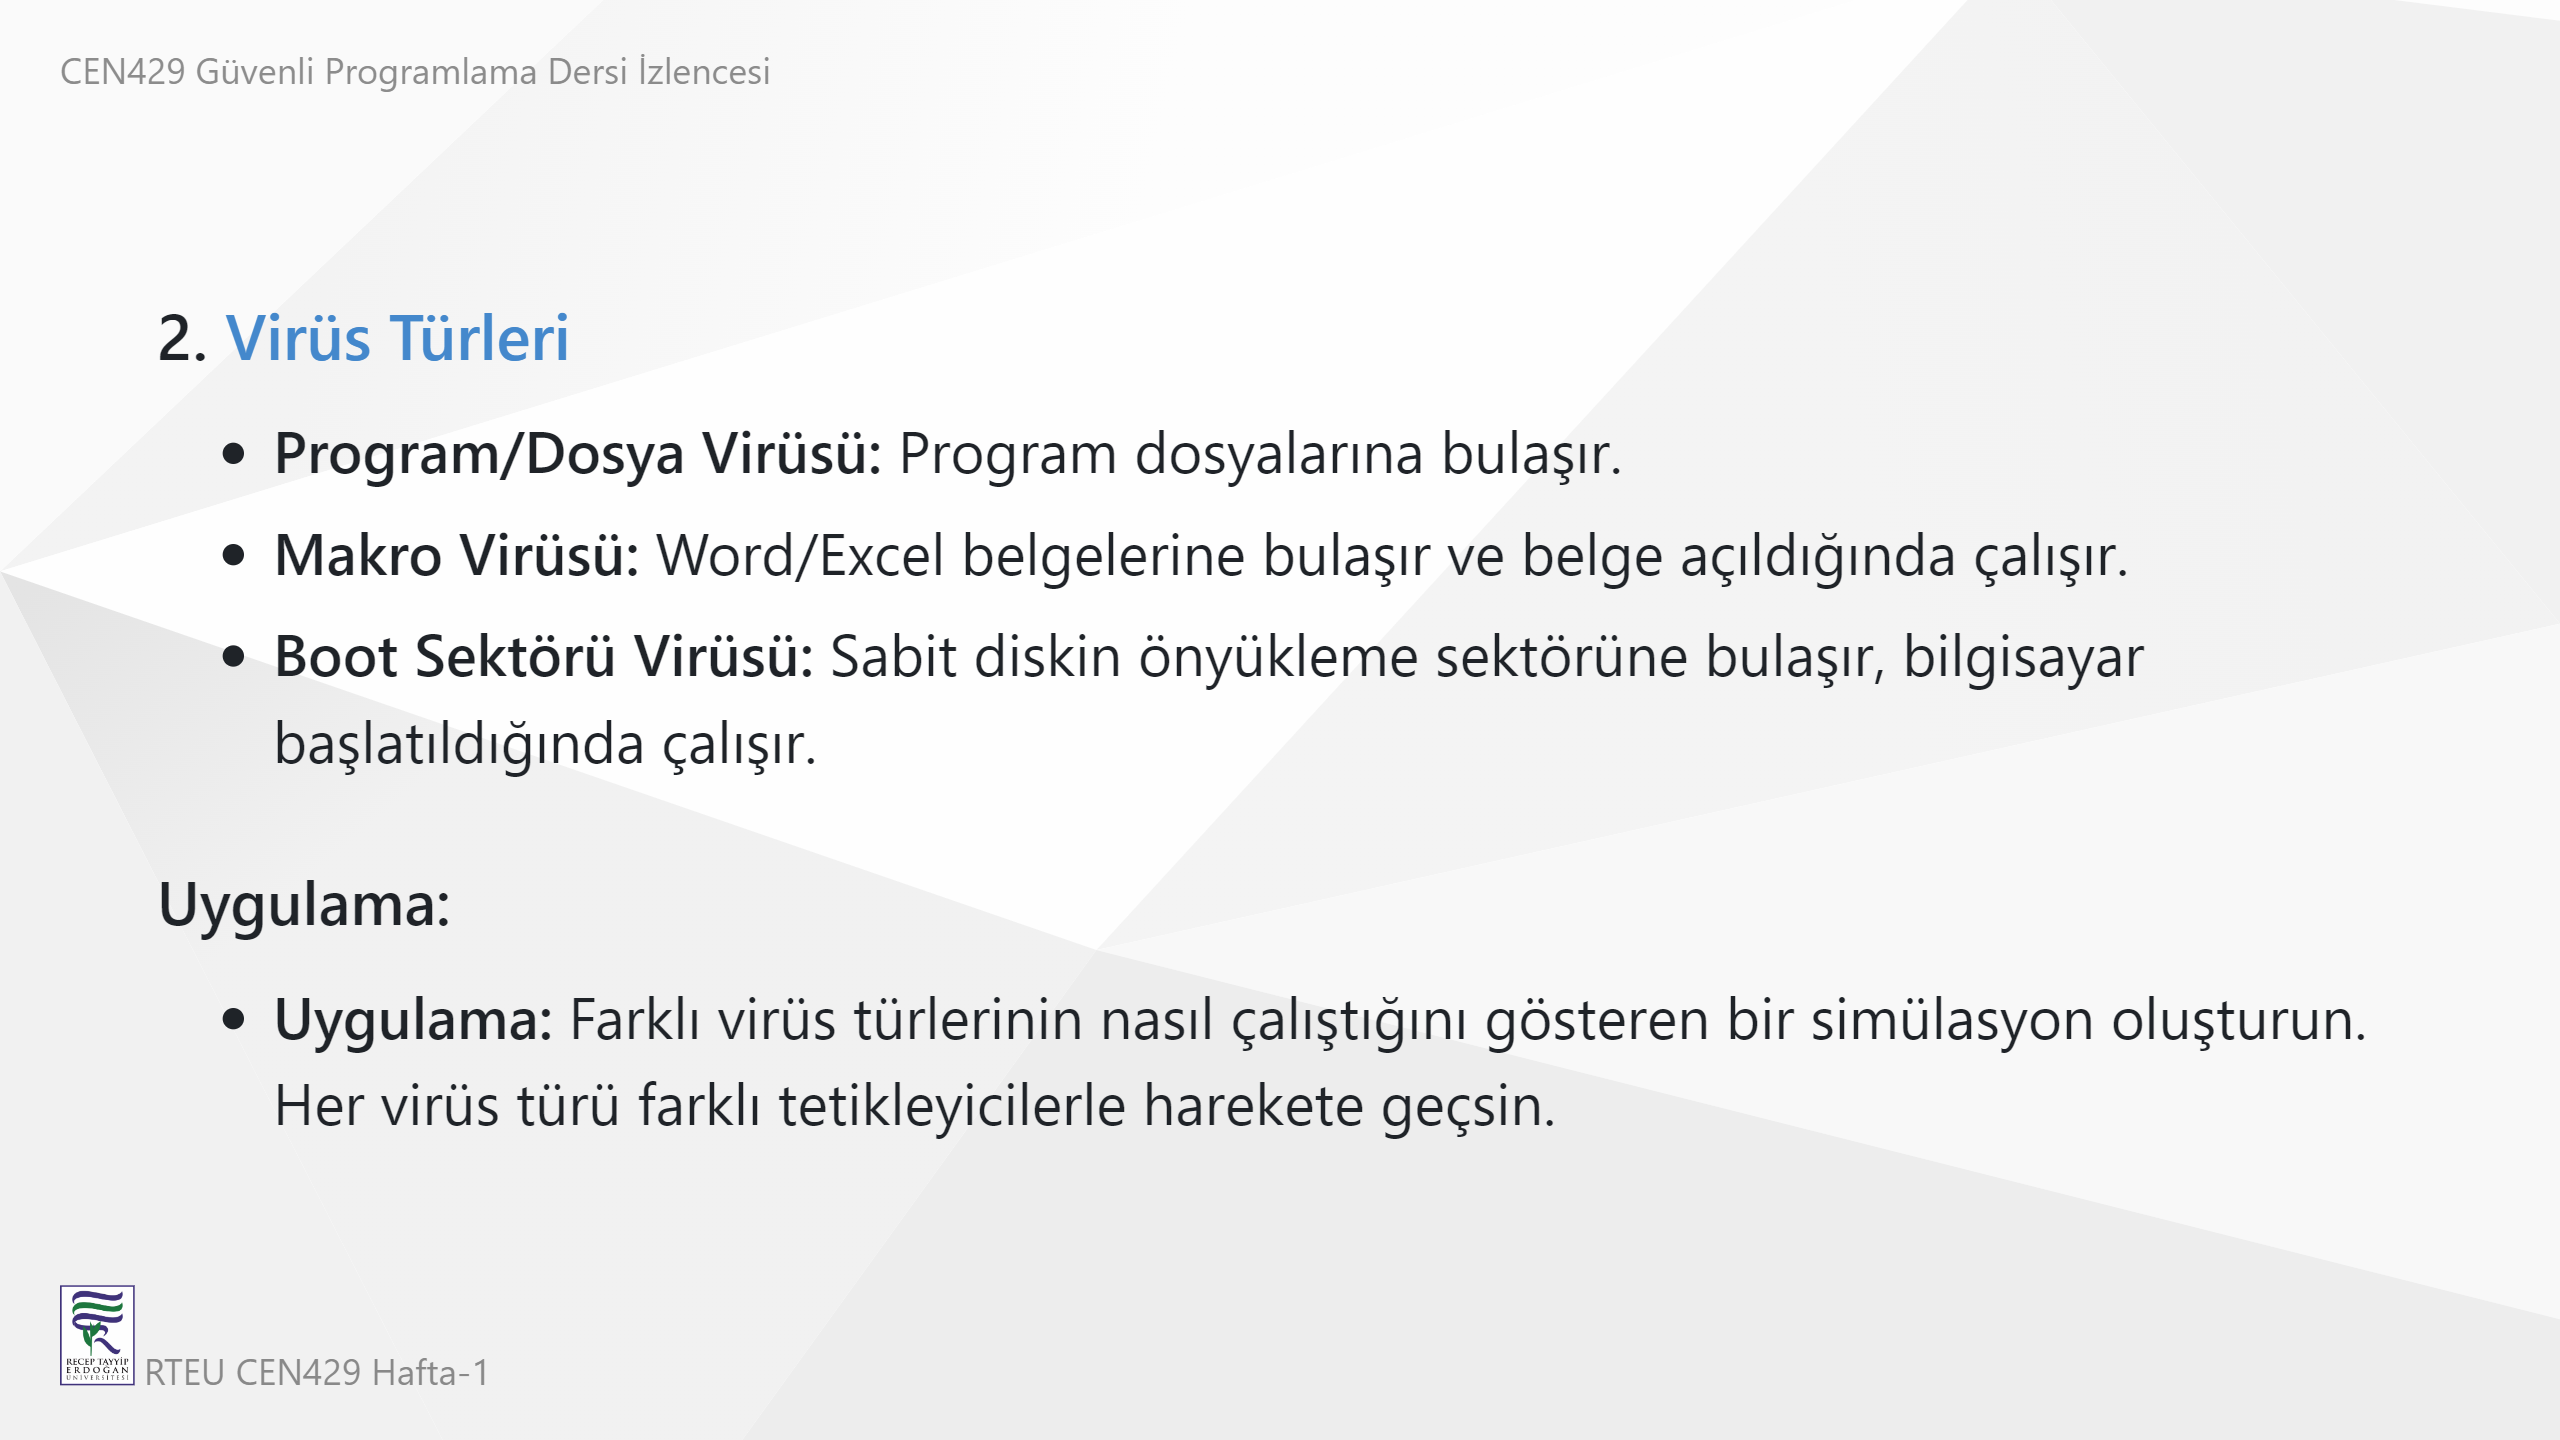 CEN429 Güvenli Programlama Dersi İzlencesi
2. Virüs Türleri
• Program/Dosya Virüsü: Program dosyalarına bulaşır.
• Makro Virüsü: Word/Excel belgelerine bulaşır ve belge açıldığında çalışır.
• Boot Sektörü Virüsü: Sabit diskin önyükleme sektörüne bulaşır, bilgisayar
başlatıldığında çalışır.
Uygulama:
• Uygulama: Farklı virüs türlerinin nasıl çalıştığını gösteren bir simülasyon oluşturun.
Her virüs türü farklı tetikleyicilerle harekete geçsin.
RECEP TAYYİP
ERDOĞAN
ÜNİVERSİTESİ
RTEU CEN429 Hafta-1